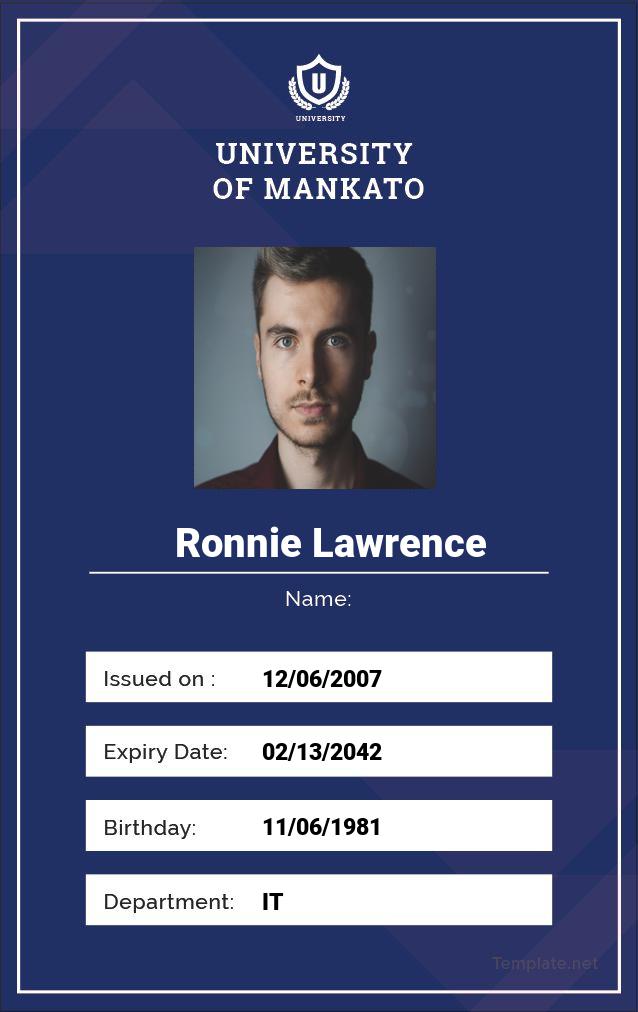 U
UNIVERSITY
UNIVERSITY
OF MANKATO
Ronnie Lawrence
Name:
Issued on : 12/06/2007
Expiry Date: 02/13/2042
Birthday: 11/06/1981
Department: IT
Template.net